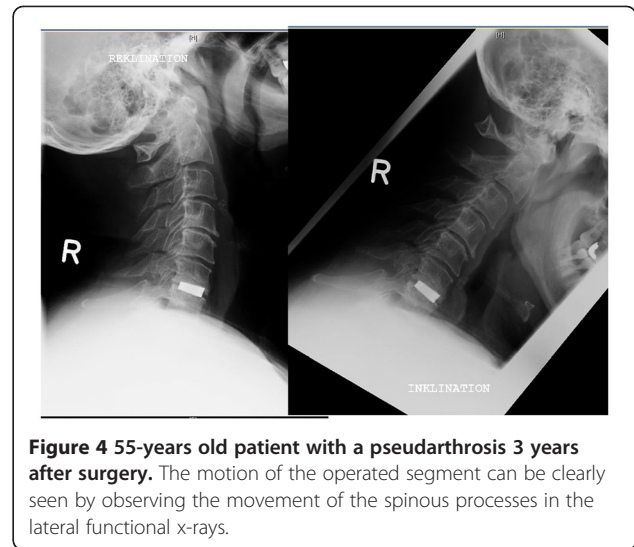 [H]
REKLINATION
R
[H]
R
INKLINATION
Figure 4 55-years old patient with a pseudarthrosis 3 years
after surgery. The motion of the operated segment can be clearly
seen by observing the movement of the spinous processes in the
lateral functional x-rays.